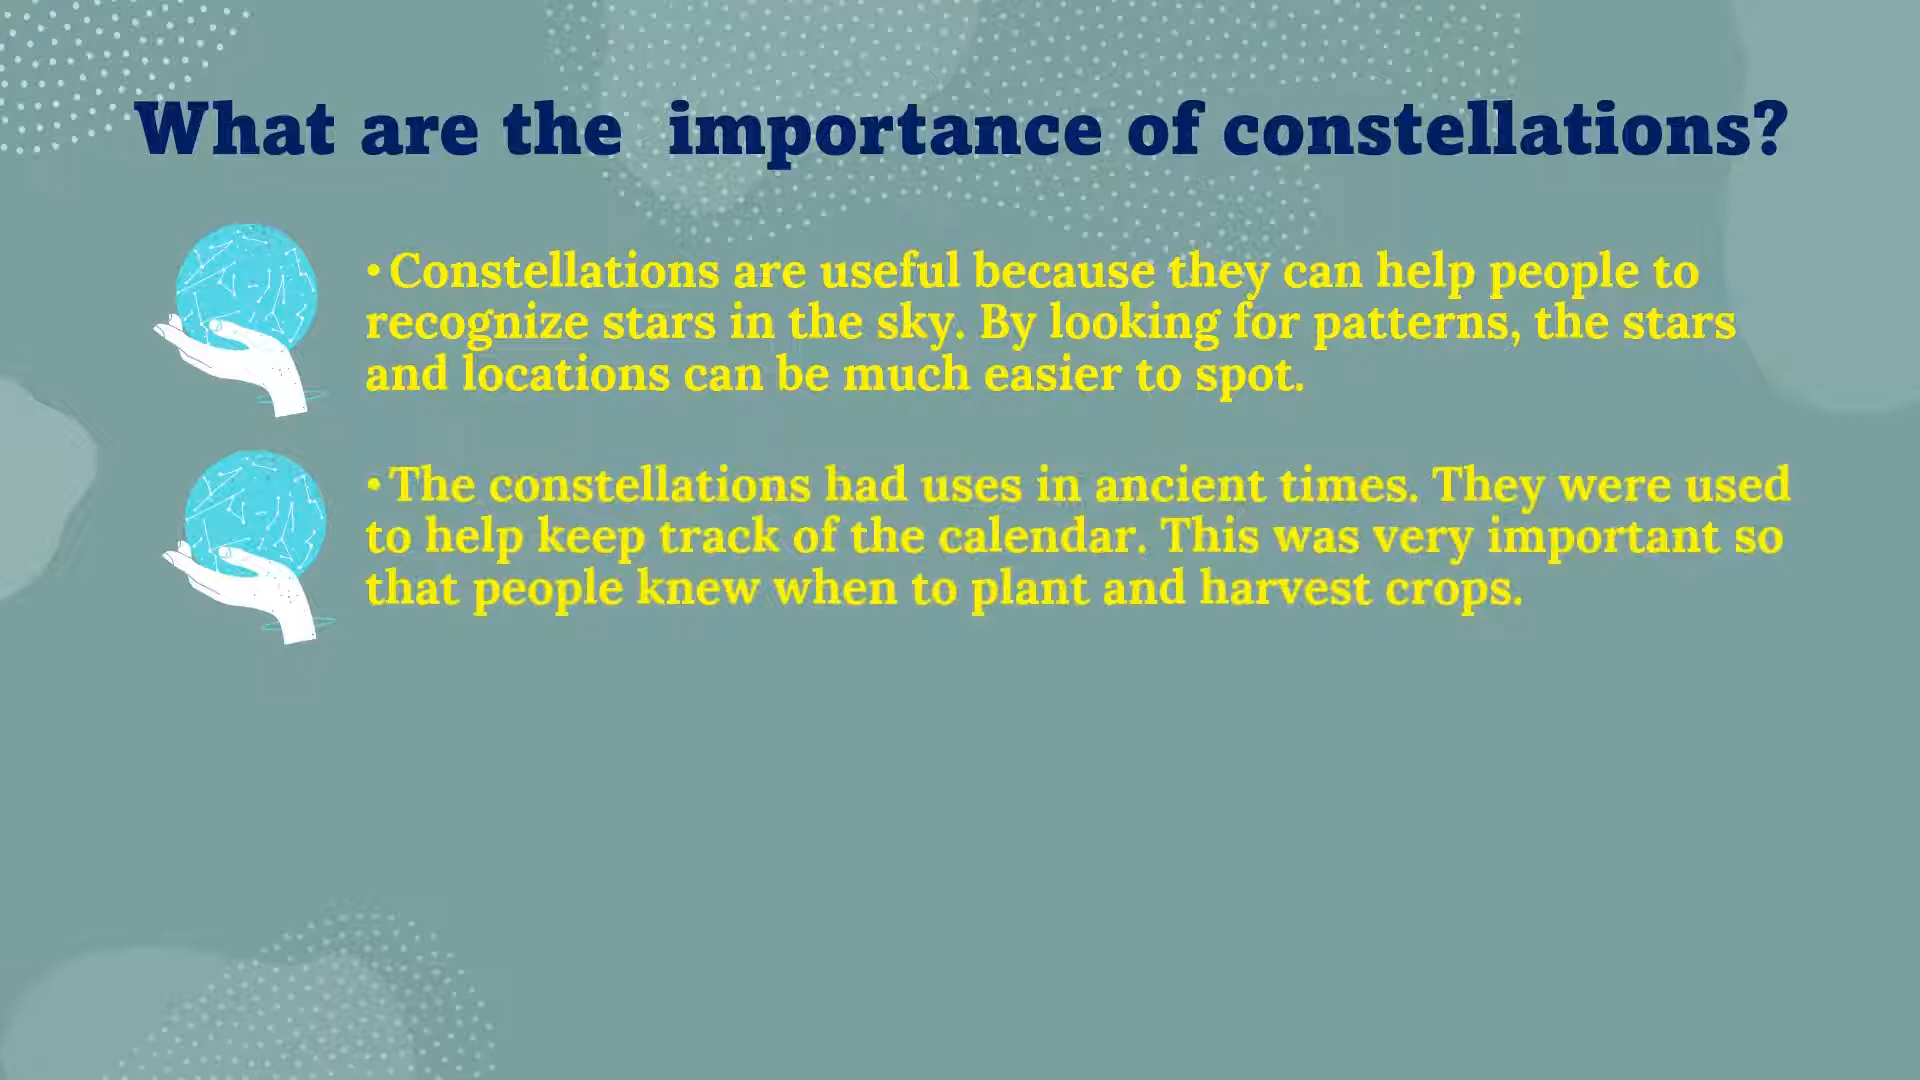 What are the  importance of constellations?
• Constellations are useful because they can help people to
recognize stars in the sky. By looking for patterns, the stars
and locations can be much easier to spot.
• The constellations had uses in ancient times. They were used
to help keep track of the calendar. This was very important so
that people knew when to plant and harvest crops.